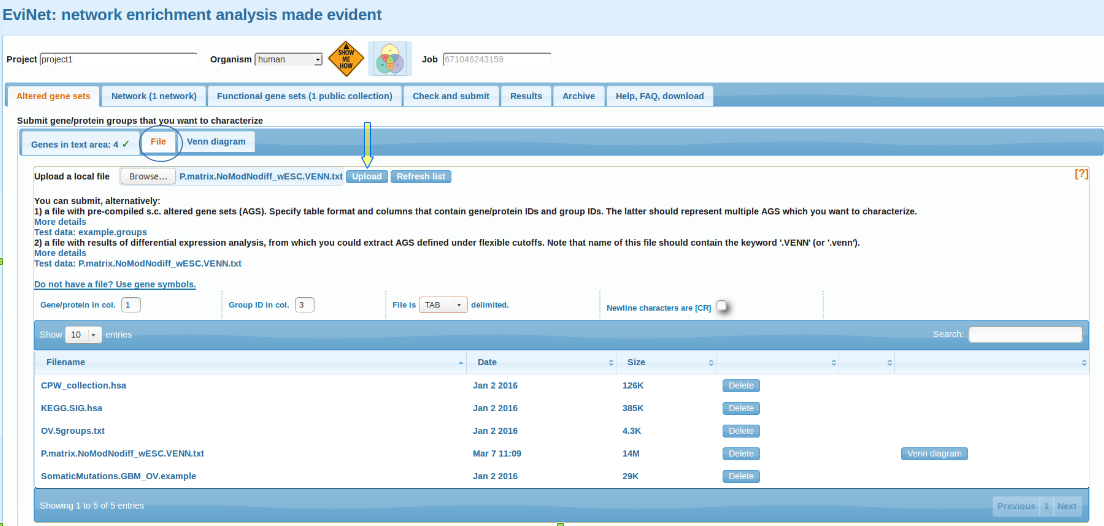 EviNet: network enrichment analysis made evident
Project project1 Organism human SHOW ME HOW Job 671046243159
Altered gene sets Network (1 network) Functional gene sets (1 public collection) Check and submit Results Archive Help, FAQ, download
Submit gene/protein groups that you want to characterize
Genes in text area: 4 ✓ File Venn diagram
Upload a local file Browse... P.matrix.NoModNodiff_wESC.VENN.txt Upload Refresh list [?]
You can submit, alternatively:
1) a file with pre-compiled s.c. altered gene sets (AGS). Specify table format and columns that contain gene/protein IDs and group IDs. The latter should represent multiple AGS which you want to characterize.
More details
Test data: example.groups
2) a file with results of differential expression analysis, from which you could extract AGS defined under flexible cutoffs. Note that name of this file should contain the keyword '.VENN' (or '.venn').
More details
Test data: P.matrix.NoModNodiff_wESC.VENN.txt
Do not have a file? Use gene symbols.
Gene/protein in col. 1 Group ID in col. 3 File is TAB delimited. Newline characters are [CR]
Show 10 entries Search:
Filename Date Size
CPW_collection.hsa Jan 2 2016 126K Delete
KEGG.SIG.hsa Jan 2 2016 385K Delete
OV.5groups.txt Jan 2 2016 4.3K Delete
P.matrix.NoModNodiff_wESC.VENN.txt Mar 7 11:09 14M Delete Venn diagram
SomaticMutations.GBM_OV.example Jan 2 2016 29K Delete
Showing 1 to 5 of 5 entries Previous 1 Next